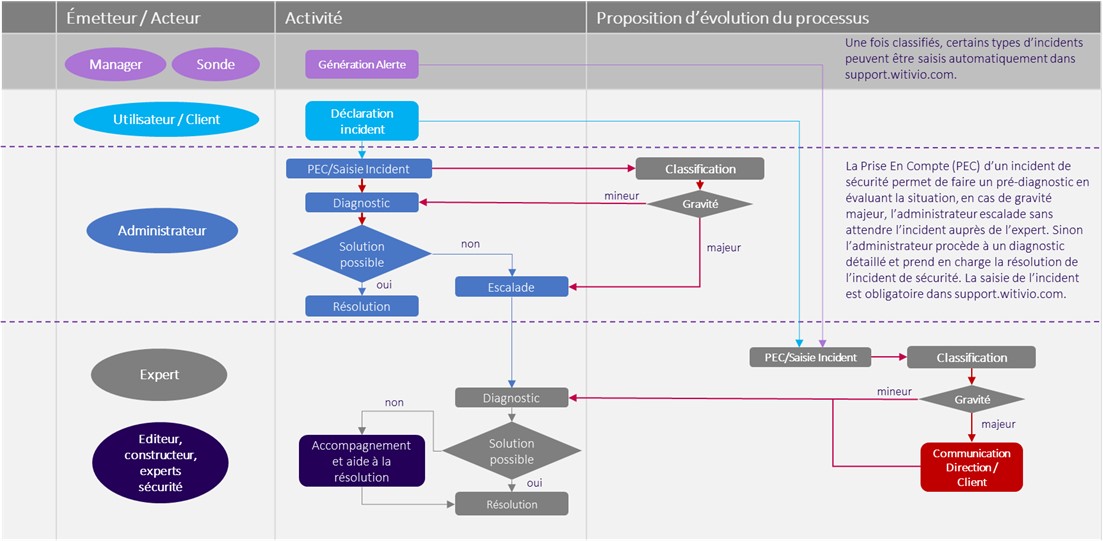 Émetteur / Acteur
Activité
Proposition d’évolution du processus
Manager
Sonde
Génération Alerte
Une fois classifiés, certains types d’incidents
peuvent être saisis automatiquement dans
support.witivio.com.
Utilisateur / Client
Déclaration
incident
PEC/Saisie Incident
Classification
mineur
Gravité
Diagnostic
majeur
Administrateur
Solution
possible
non
oui
Escalade
Résolution
La Prise En Compte (PEC) d’un incident de
sécurité permet de faire un pré-diagnostic en
évaluant la situation, en cas de gravité
majeur, l’administrateur escalade sans
attendre l’incident auprès de l’expert. Sinon
l’administrateur procède à un diagnostic
détaillé et prend en charge la résolution de
l’incident de sécurité. La saisie de l’incident
est obligatoire dans support.witivio.com.
Expert
PEC/Saisie Incident
Classification
mineur
Gravité
majeur
Diagnostic
non
Editeur,
constructeur,
experts
sécurité
Accompagnement
et aide à la
résolution
Solution
possible
oui
Résolution
Communication
Direction /
Client